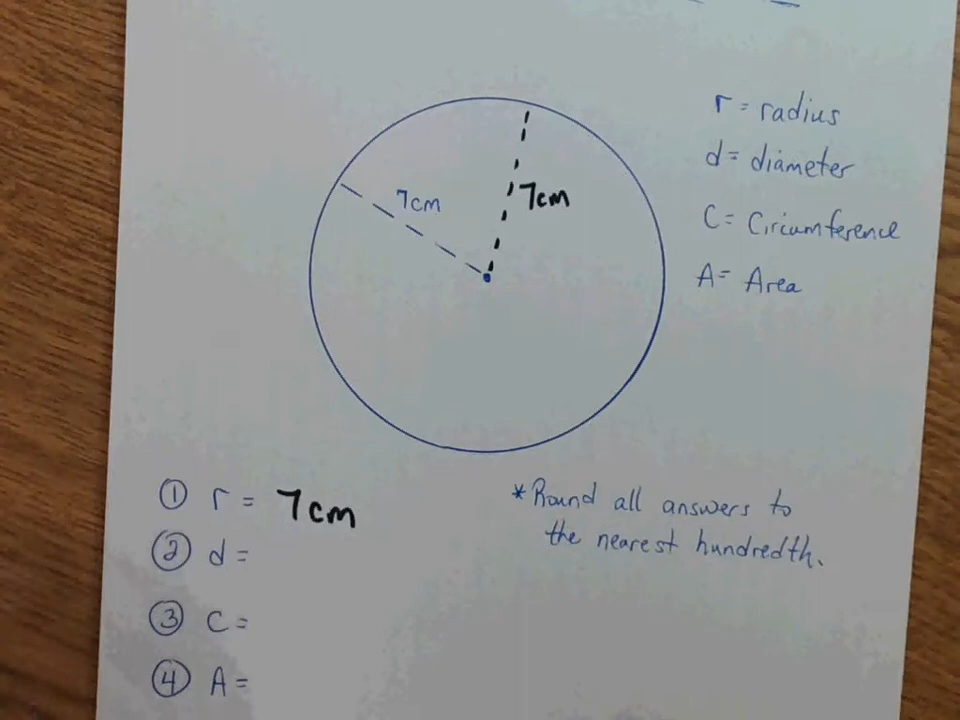 r = radius
d = diameter
C = Circumference
A = Area
7cm
7cm
① r = 7cm
② d =
③ C =
④ A =
* Round all answers to
the nearest hundredth.